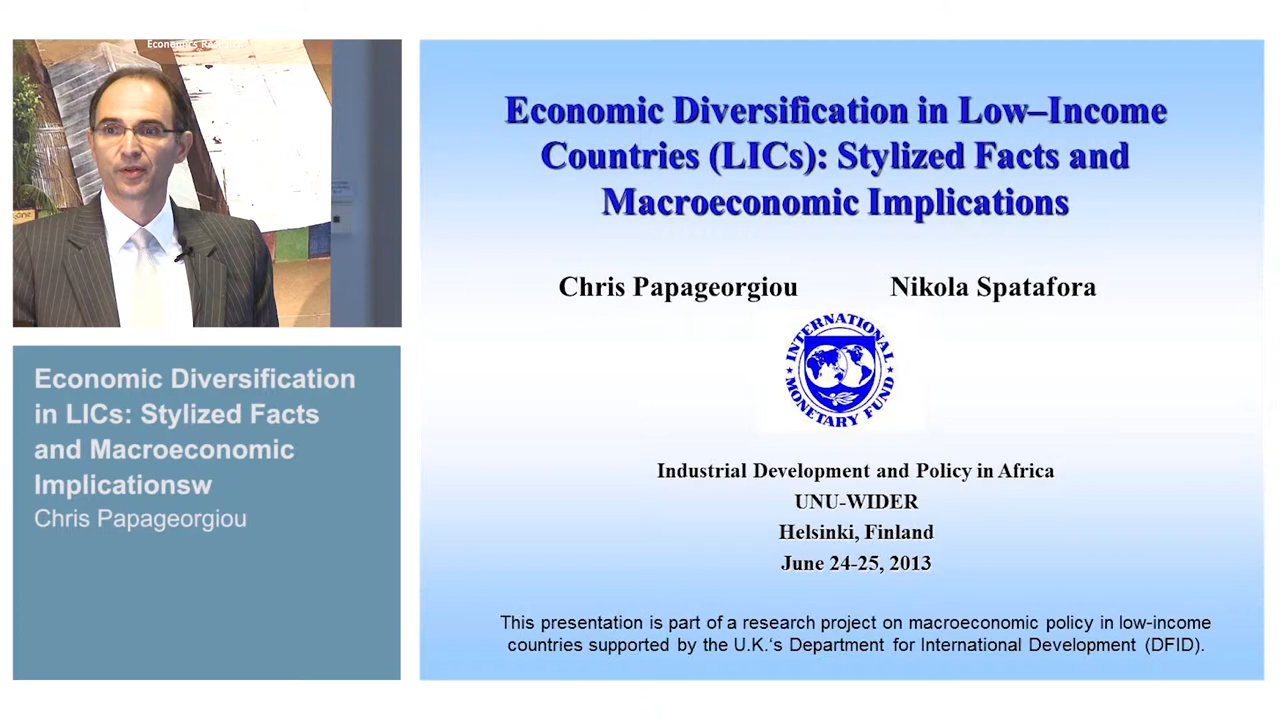 Economic Diversification
in LICs: Stylized Facts
and Macroeconomic
Implicationsw
Chris Papageorgiou
Economic Diversification in Low–Income
Countries (LICs): Stylized Facts and
Macroeconomic Implications
Chris Papageorgiou
Nikola Spatafora
INTERNATIONAL
MONETARY FUND
Industrial Development and Policy in Africa
UNU-WIDER
Helsinki, Finland
June 24-25, 2013
This presentation is part of a research project on macroeconomic policy in low-income
countries supported by the U.K.‘s Department for International Development (DFID).